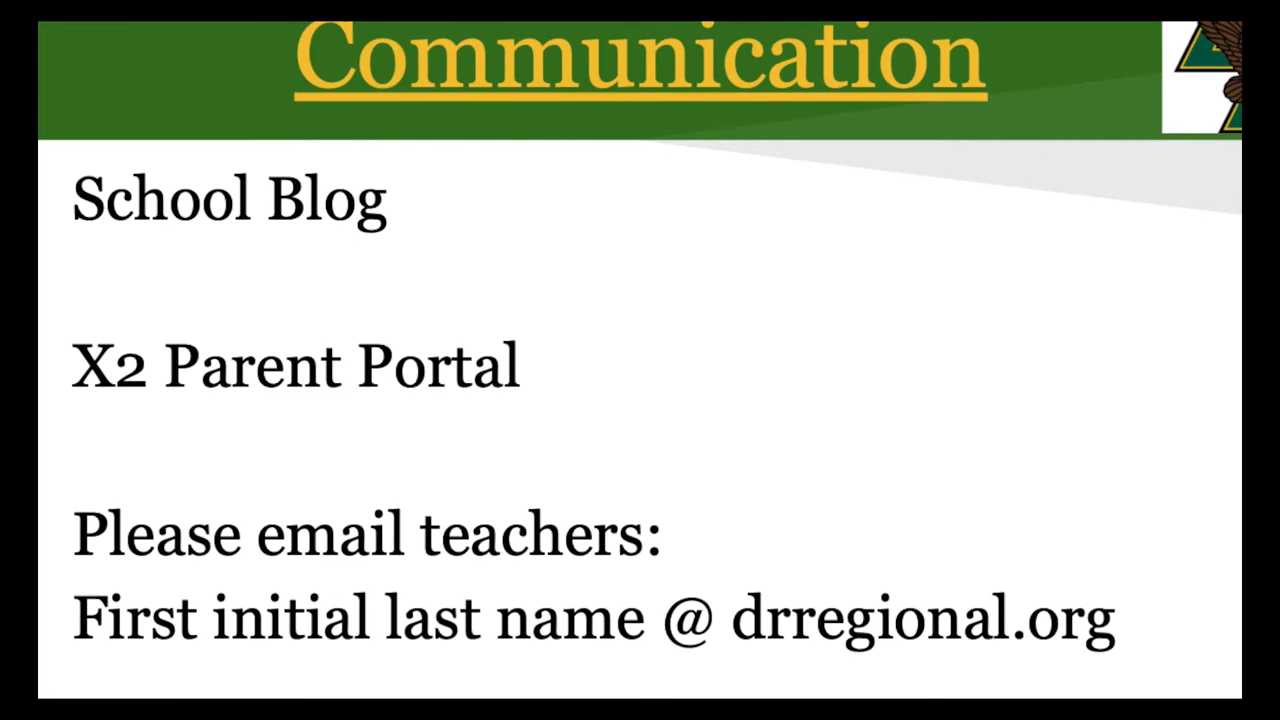 Communication
School Blog
X2 Parent Portal
Please email teachers:
First initial last name @ drregional.org